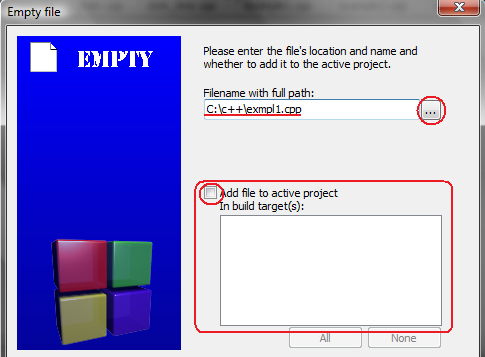 Empty file
EMPTY
Please enter the file's location and name and
whether to add it to the active project.
Filename with full path:
C:\c++\exmpl1.cpp
...
Add file to active project
In build target(s):
All
None